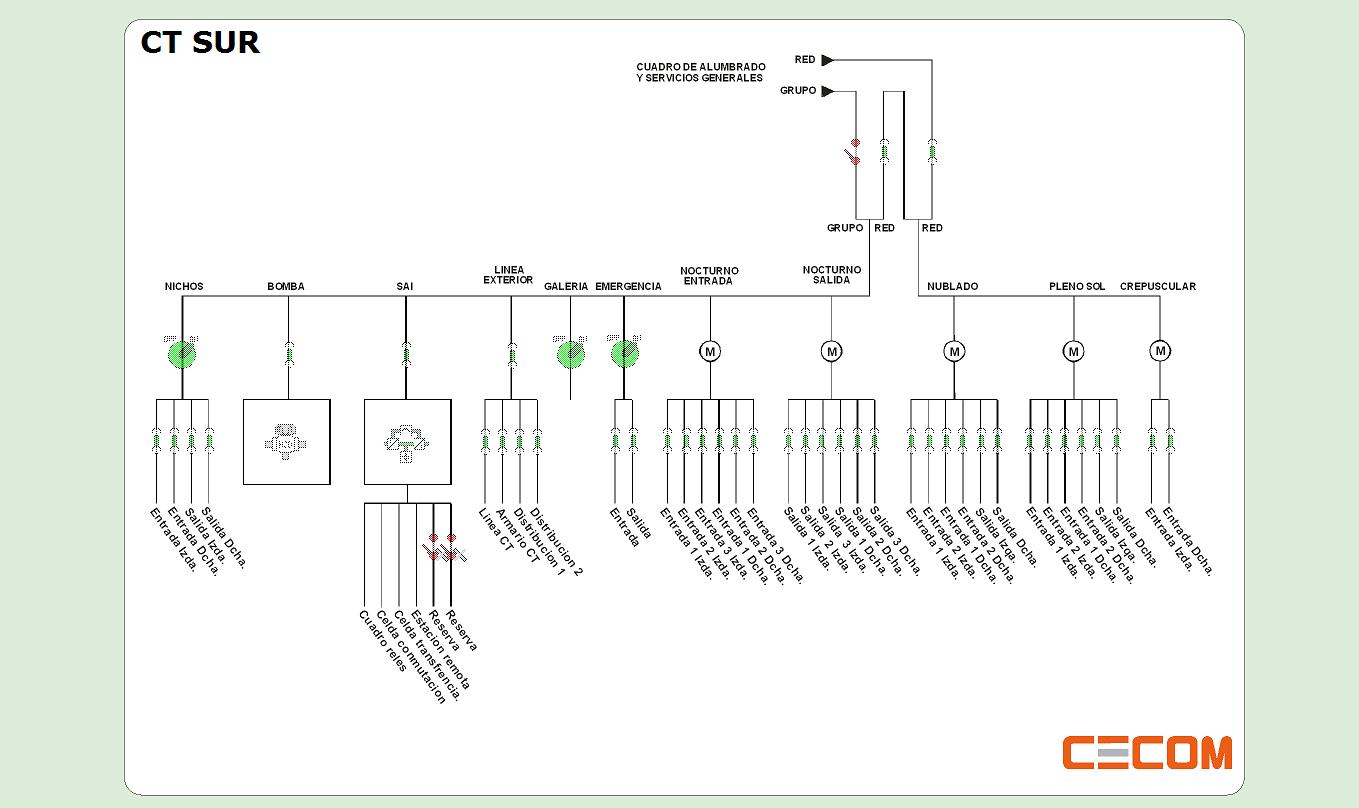 CT SUR
CUADRO DE ALUMBRADO
Y SERVICIOS GENERALES
RED
GRUPO
GRUPO
RED
RED
NICHOS
BOMBA
SAI
LINEA
EXTERIOR
GALERIA
EMERGENCIA
NOCTURNO
ENTRADA
NOCTURNO
SALIDA
NUBLADO
PLENO SOL
CREPUSCULAR
M
M
M
M
M
Entrada Izda.
Entrada Dcha.
Salida Izda.
Salida Dcha.
Linea CT
Armario CT
Distribucion 1
Distribucion 2
Entrada
Salida
Entrada 1 Izda.
Entrada 2 Izda.
Entrada 3 Izda.
Entrada 1 Dcha.
Entrada 2 Dcha.
Entrada 3 Dcha.
Salida 1 Izda.
Salida 2 Izda.
Salida 3 Izda.
Salida 1 Dcha.
Salida 2 Dcha.
Salida 3 Dcha.
Entrada 1 Izda.
Entrada 2 Izda.
Entrada 1 Dcha.
Entrada 2 Dcha.
Salida Izqa.
Salida Dcha.
Entrada 1 Izda.
Entrada 2 Izda.
Entrada 1 Dcha.
Entrada 2 Dcha.
Salida Izqa.
Salida Dcha.
Entrada Izda.
Entrada Dcha.
Cuadro reles
Celda conmutacion
Celda transfrencia.
Estacion remota
Reserva
Reserva
CECOM